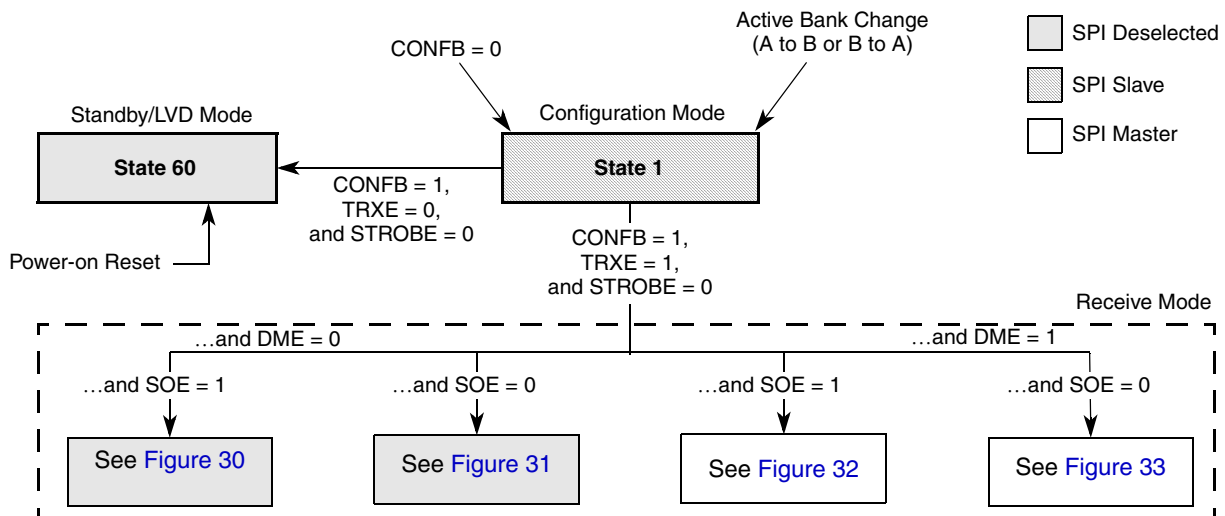 Active Bank Change
(A to B or B to A)
CONFB = 0
SPI Deselected
SPI Slave
SPI Master
Standby/LVD Mode
Configuration Mode
State 60
State 1
CONFB = 1,
TRXE = 0,
and STROBE = 0
Power-on Reset
CONFB = 1,
TRXE = 1,
and STROBE = 0
Receive Mode
…and DME = 0
…and DME = 1
…and SOE = 1
…and SOE = 0
…and SOE = 1
…and SOE = 0
See Figure 30
See Figure 31
See Figure 32
See Figure 33